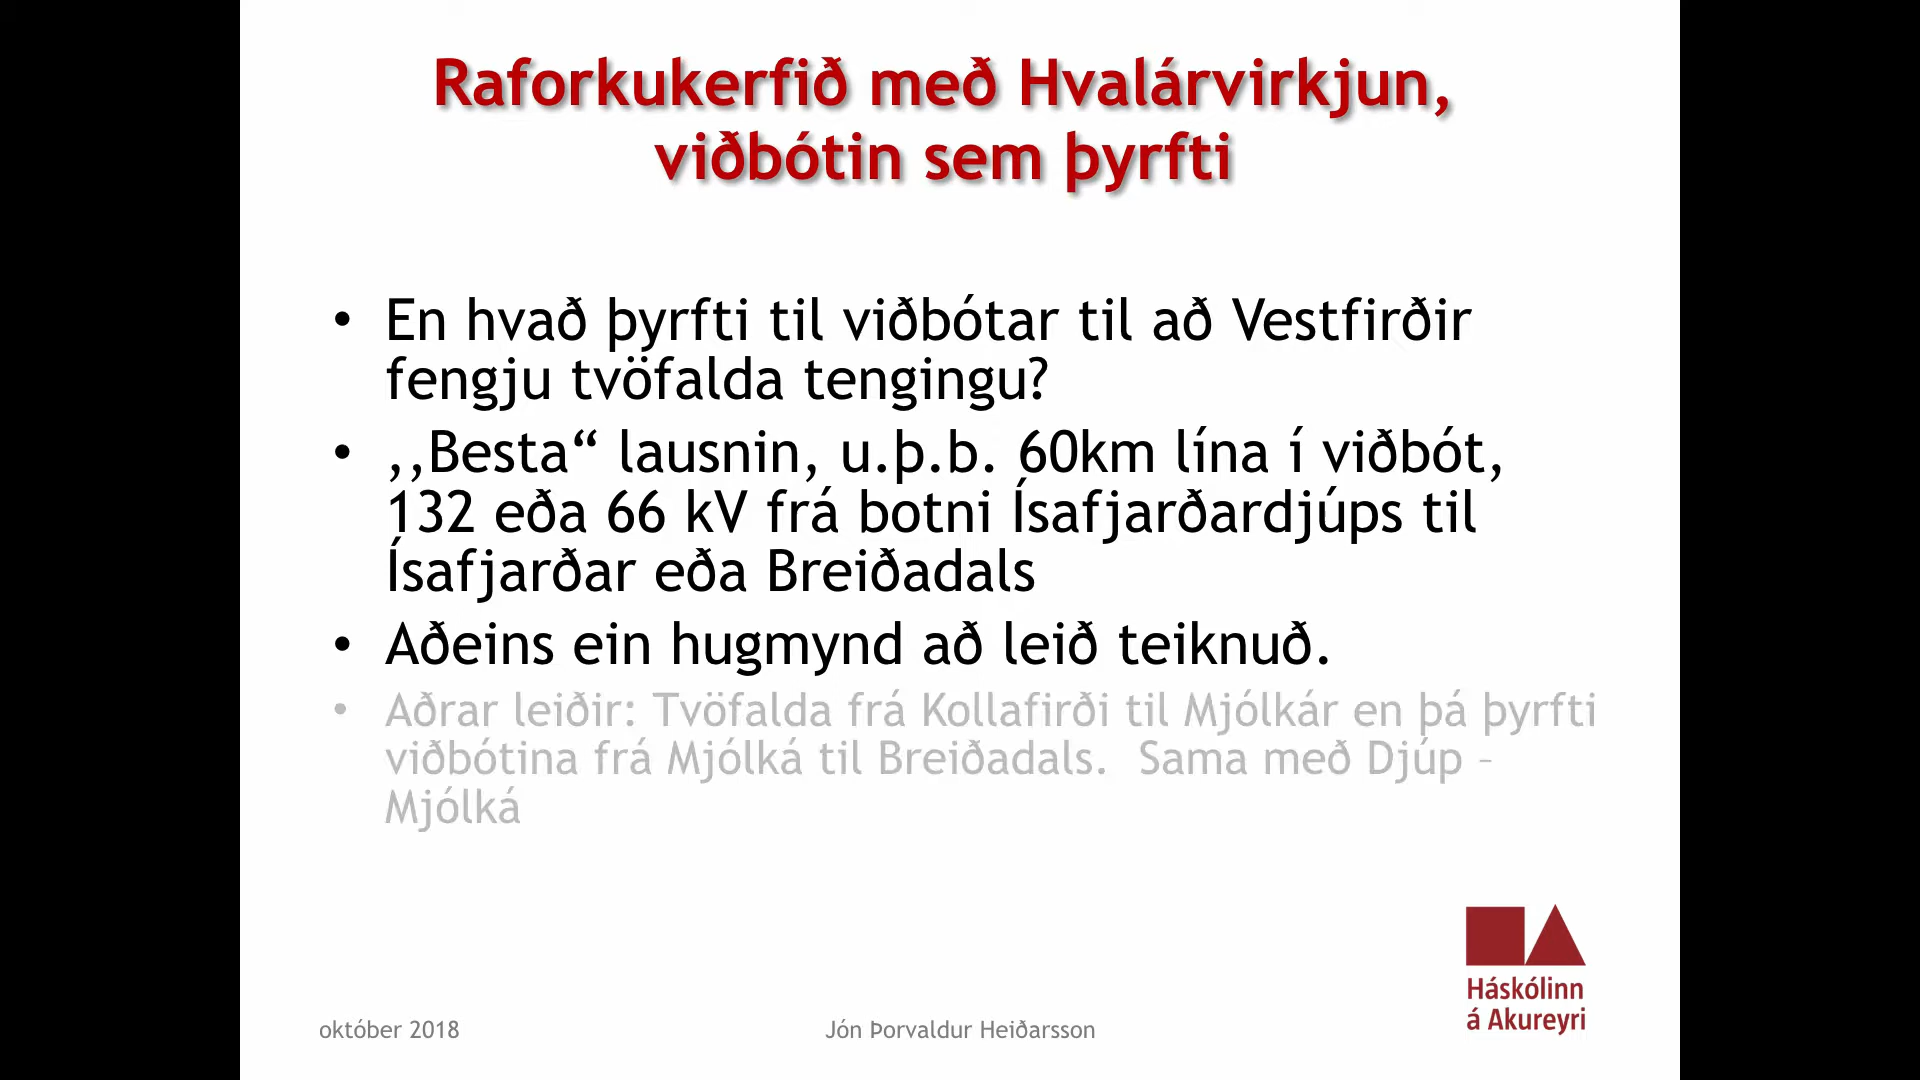 Raforkukerfið með Hvalárvirkjun,
viðbótin sem þyrfti
• En hvað þyrfti til viðbótar til að Vestfirðir
fengju tvöfalda tengingu?
• ,,Besta“ lausnin, u.þ.b. 60km lína í viðbót,
132 eða 66 kV frá botni Ísafjarðardjúps til
Ísafjarðar eða Breiðadals
• Aðeins ein hugmynd að leið teiknuð.
• Aðrar leiðir: Tvöfalda frá Kollafirði til Mjólkár en þá þyrfti
viðbótina frá Mjólká til Breiðadals.  Sama með Djúp –
Mjólká
Háskólinn
á Akureyri
október 2018
Jón Þorvaldur Heiðarsson